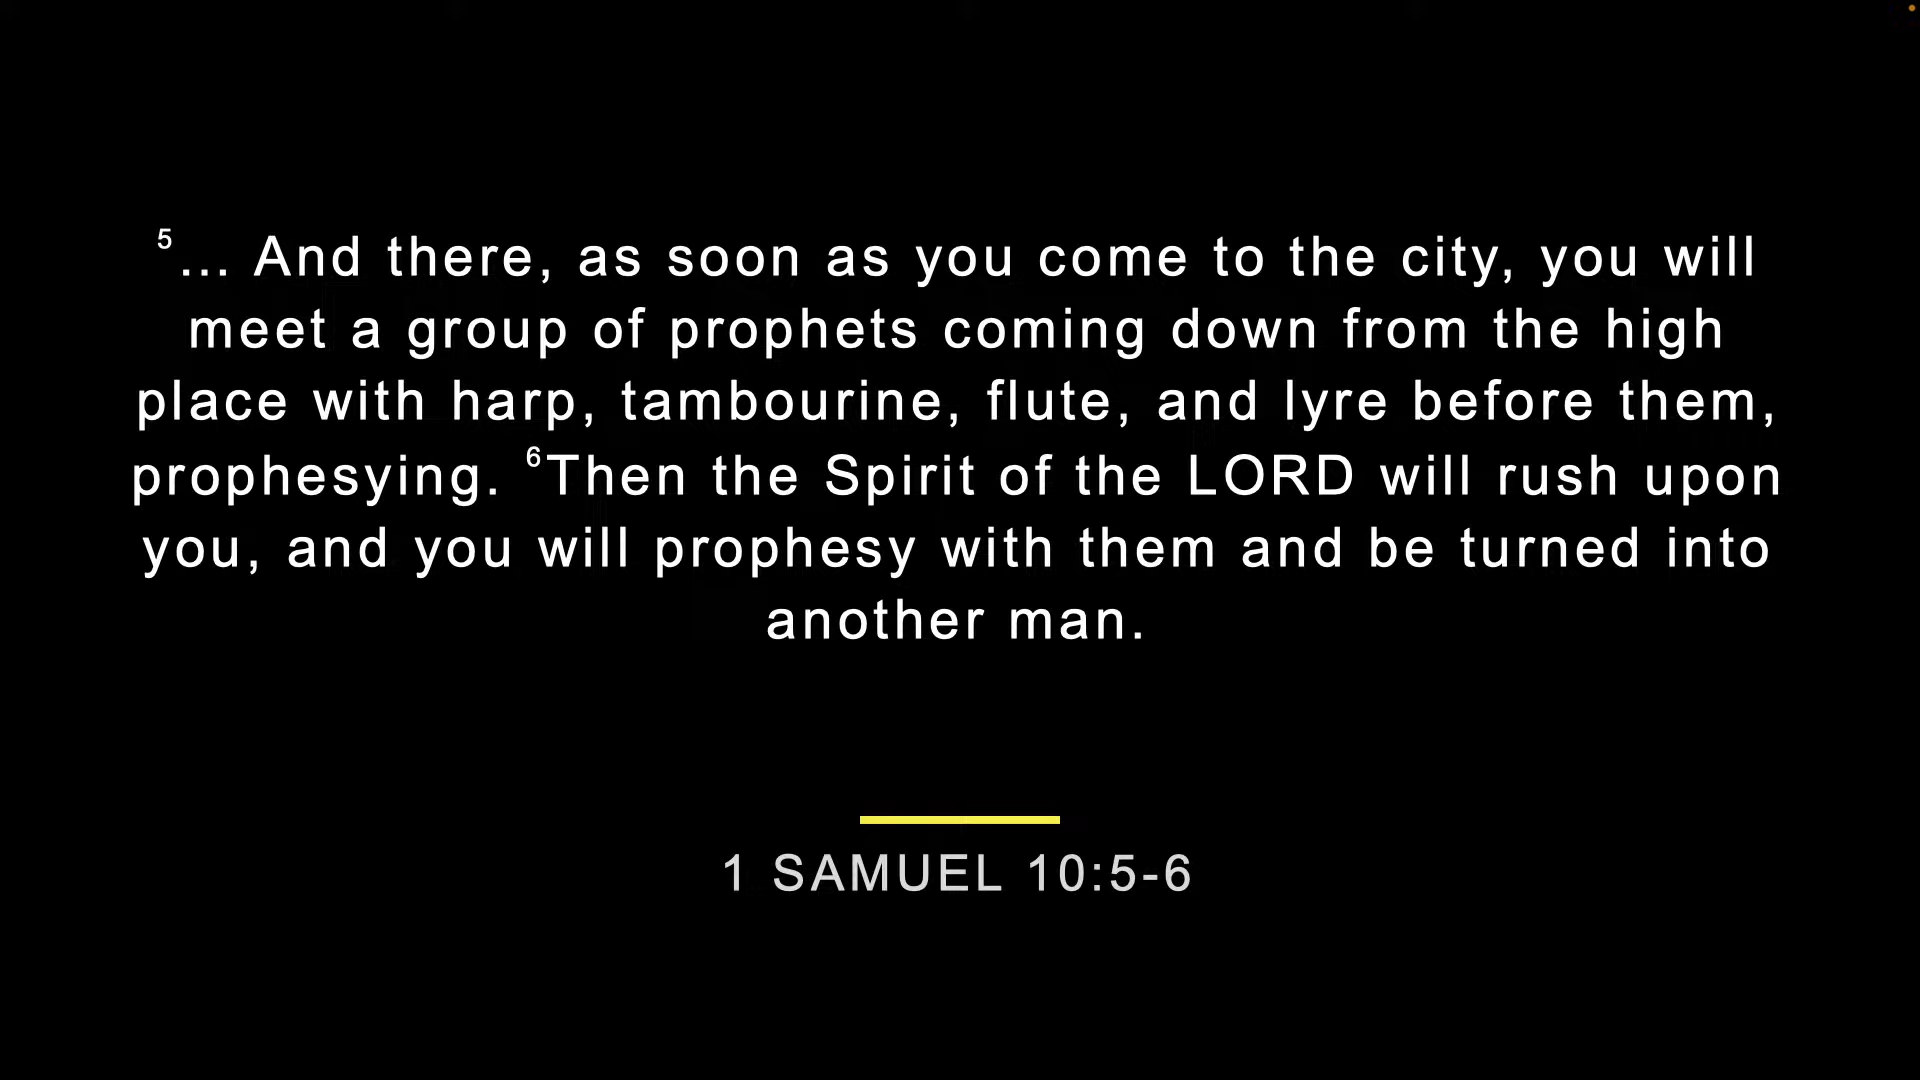 ⁵... And there, as soon as you come to the city, you will
meet a group of prophets coming down from the high
place with harp, tambourine, flute, and lyre before them,
prophesying. ⁶Then the Spirit of the LORD will rush upon
you, and you will prophesy with them and be turned into
another man.
1 SAMUEL 10:5-6